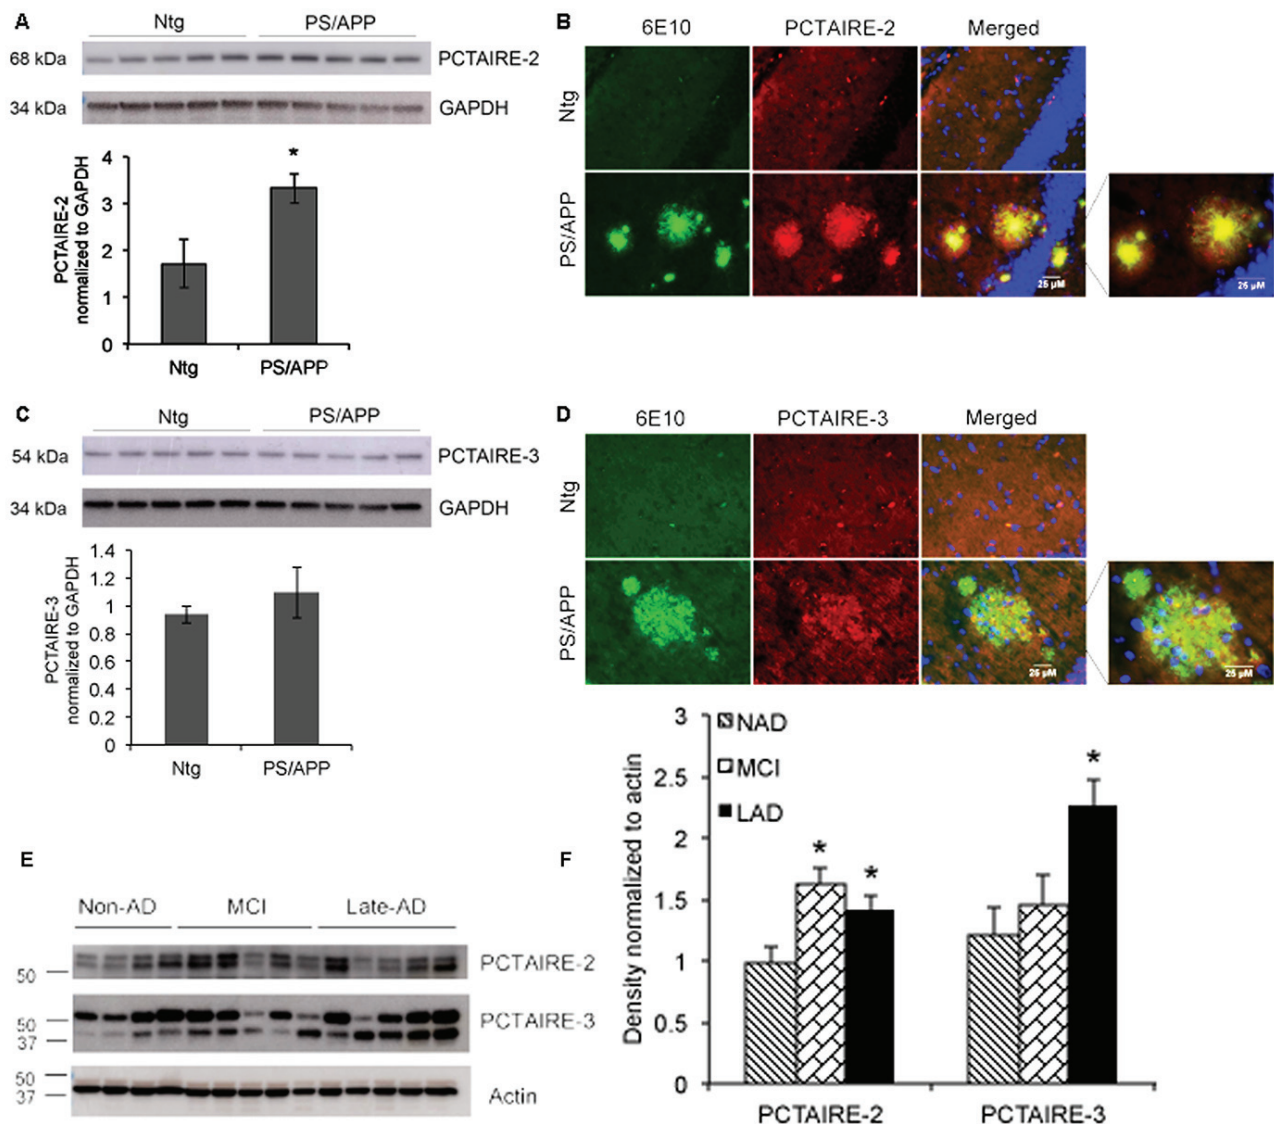 A
Ntg PS/APP
68 kDa PCTAIRE-2
34 kDa GAPDH
PCTAIRE-2
normalized to GAPDH
4
3
2
1
0
*
Ntg PS/APP
B
6E10 PCTAIRE-2 Merged
Ntg
PS/APP
25 µM
25 µM
C
Ntg PS/APP
54 kDa PCTAIRE-3
34 kDa GAPDH
PCTAIRE-3
normalized to GAPDH
1.4
1.2
1
0.8
0.6
0.4
0.2
0
Ntg PS/APP
D
6E10 PCTAIRE-3 Merged
Ntg
PS/APP
25 µM
25 µM
E
Non-AD MCI Late-AD
50 PCTAIRE-2
50 PCTAIRE-3
37
50
37 Actin
F
Density normalized to actin
3
2.5
2
1.5
1
0.5
0
NAD
MCI
LAD
* * *
PCTAIRE-2 PCTAIRE-3